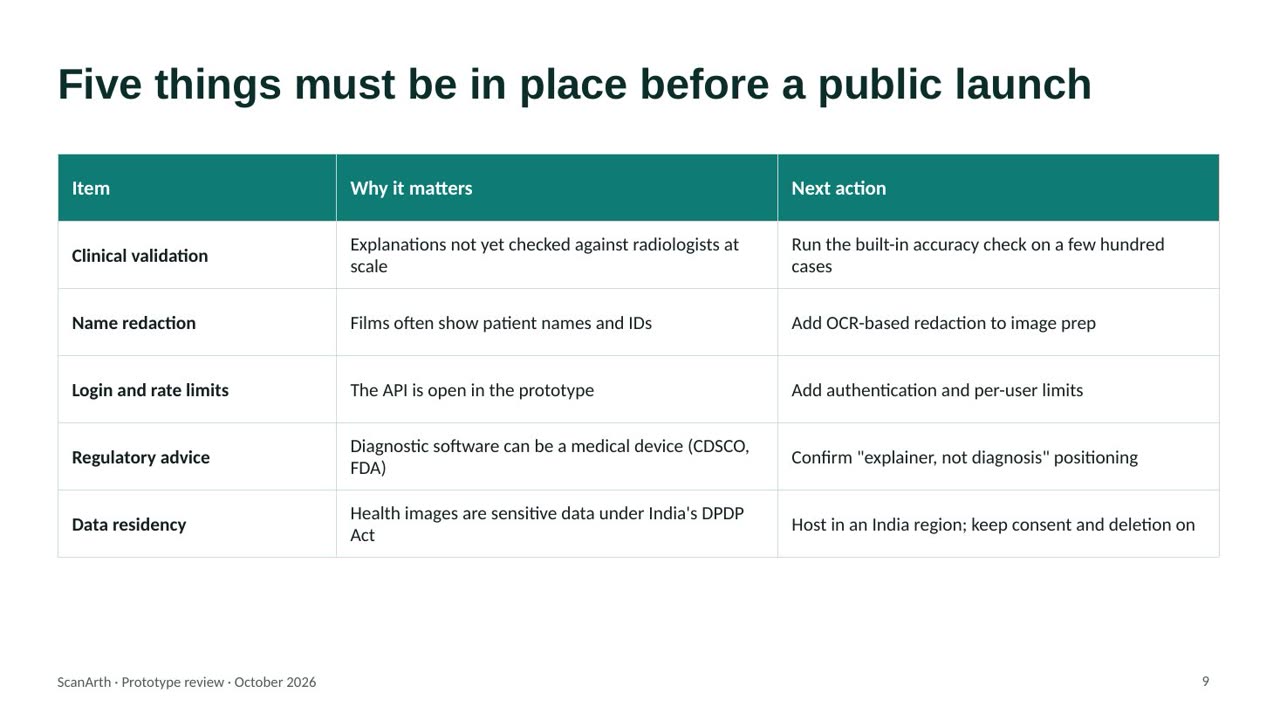 Five things must be in place before a public launch
Item
Why it matters
Next action
Clinical validation
Explanations not yet checked against radiologists at
scale
Run the built-in accuracy check on a few hundred
cases
Name redaction
Films often show patient names and IDs
Add OCR-based redaction to image prep
Login and rate limits
The API is open in the prototype
Add authentication and per-user limits
Regulatory advice
Diagnostic software can be a medical device (CDSCO,
FDA)
Confirm "explainer, not diagnosis" positioning
Data residency
Health images are sensitive data under India's DPDP
Act
Host in an India region; keep consent and deletion on
ScanArth · Prototype review · October 2026
9